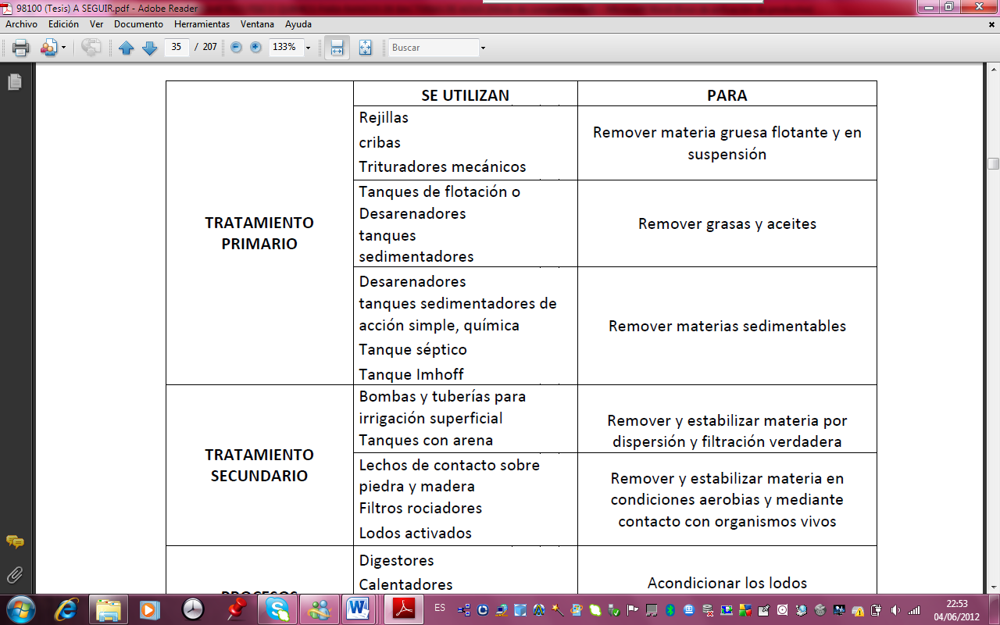 98100 (Tesis) A SEGUIR.pdf - Adobe Reader
Archivo Edición Ver Documento Herramientas Ventana Ayuda
35 / 207 133% Buscar
SE UTILIZAN PARA
Rejillas
cribas
Trituradores mecánicos
Remover materia gruesa flotante y en
suspensión
TRATAMIENTO
PRIMARIO
Tanques de flotación o
Desarenadores
tanques
sedimentadores
Remover grasas y aceites
Desarenadores
tanques sedimentadores de
acción simple, química
Tanque séptico
Tanque Imhoff
Remover materias sedimentables
TRATAMIENTO
SECUNDARIO
Bombas y tuberías para
irrigación superficial
Tanques con arena
Remover y estabilizar materia por
dispersión y filtración verdadera
Lechos de contacto sobre
piedra y madera
Filtros rociadores
Lodos activados
Remover y estabilizar materia en
condiciones aerobias y mediante
contacto con organismos vivos
PROCESOS
Digestores
Calentadores
Acondicionar los lodos
ES
22:53
04/06/2012